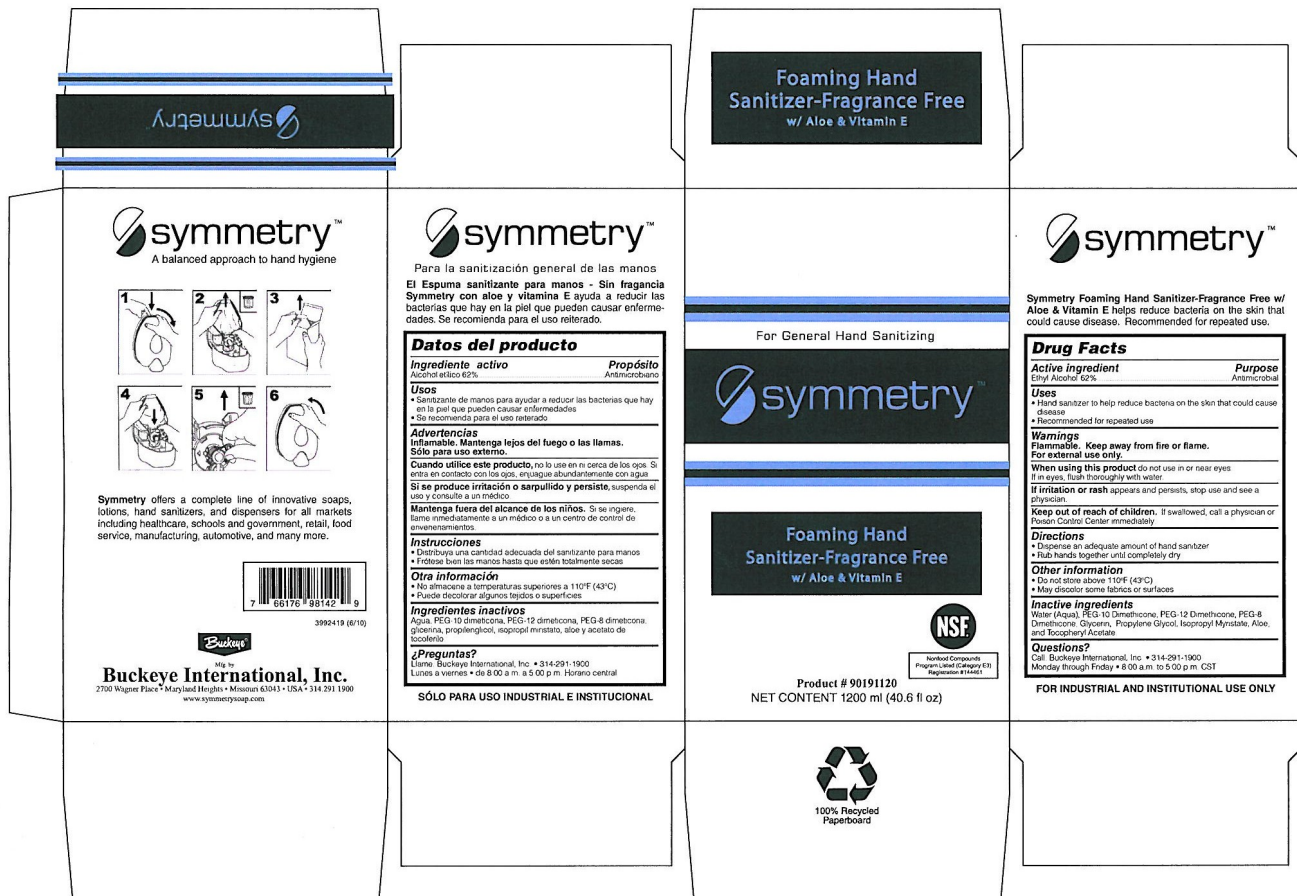 symmetry
symmetry™
A balanced approach to hand hygiene
1
2
3
4
5
6
Symmetry offers a complete line of innovative soaps,
lotions, hand sanitizers, and dispensers for all markets
including healthcare, schools and government, retail, food
service, manufacturing, automotive, and many more.
7 66176 98142 9
3992419 (6/10)
Buckeye®
Mfg. by
Buckeye International, Inc.
2700 Wagner Place • Maryland Heights • Missouri 63043 • USA • 314.291.1900
www.symmetrysoap.com
symmetry™
Para la sanitización general de las manos
El Espuma sanitizante para manos - Sin fragancia
Symmetry con aloe y vitamina E ayuda a reducir las
bacterias que hay en la piel que pueden causar enferme-
dades. Se recomienda para el uso reiterado.
Datos del producto
Ingrediente activo Propósito
Alcohol etílico 62% Antimicrobiano
Usos
• Sanitizante de manos para ayudar a reducir las bacterias que hay
en la piel que pueden causar enfermedades
• Se recomienda para el uso reiterado
Advertencias
Inflamable. Mantenga lejos del fuego o las llamas.
Sólo para uso externo.
Cuando utilice este producto, no lo use en ni cerca de los ojos. Si
entra en contacto con los ojos, enjuague abundantemente con agua
Si se produce irritación o sarpullido y persiste, suspenda el
uso y consulte a un médico
Mantenga fuera del alcance de los niños. Si se ingiere,
llame inmediatamente a un médico o a un centro de control de
envenenamientos.
Instrucciones
• Distribuya una cantidad adecuada del sanitizante para manos
• Frótese bien las manos hasta que estén totalmente secas
Otra información
• No almacene a temperaturas superiores a 110°F (43°C)
• Puede decolorar algunos tejidos o superficies
Ingredientes inactivos
Agua, PEG-10 dimeticona, PEG-12 dimeticona, PEG-8 dimeticona,
glicerina, propilenglicol, isopropil miristato, aloe y acetato de
tocoferilo
¿Preguntas?
Llame. Buckeye International, Inc. • 314-291-1900
Lunes a viernes • de 8:00 a.m. a 5:00 p.m. Horario central
SÓLO PARA USO INDUSTRIAL E INSTITUCIONAL
Foaming Hand
Sanitizer-Fragrance Free
w/ Aloe & Vitamin E
For General Hand Sanitizing
symmetry™
Foaming Hand
Sanitizer-Fragrance Free
w/ Aloe & Vitamin E
NSF
Nonfood Compounds
Program Listed (Category E3)
Registration #144461
Product # 90191120
NET CONTENT 1200 ml (40.6 fl oz)
100% Recycled
Paperboard
symmetry™
Symmetry Foaming Hand Sanitizer-Fragrance Free w/
Aloe & Vitamin E helps reduce bacteria on the skin that
could cause disease. Recommended for repeated use.
Drug Facts
Active ingredient Purpose
Ethyl Alcohol 62% Antimicrobial
Uses
• Hand sanitizer to help reduce bacteria on the skin that could cause
disease
• Recommended for repeated use
Warnings
Flammable. Keep away from fire or flame.
For external use only.
When using this product do not use in or near eyes
If in eyes, flush thoroughly with water.
If irritation or rash appears and persists, stop use and see a
physician.
Keep out of reach of children. If swallowed, call a physician or
Poison Control Center immediately
Directions
• Dispense an adequate amount of hand sanitizer
• Rub hands together until completely dry
Other information
• Do not store above 110°F (43°C)
• May discolor some fabrics or surfaces
Inactive ingredients
Water (Aqua), PEG-10 Dimethicone, PEG-12 Dimethicone, PEG-8
Dimethicone, Glycerin, Propylene Glycol, Isopropyl Myristate, Aloe,
and Tocopheryl Acetate
Questions?
Call. Buckeye International, Inc. • 314-291-1900
Monday through Friday • 8:00 a.m. to 5:00 p.m. CST
FOR INDUSTRIAL AND INSTITUTIONAL USE ONLY